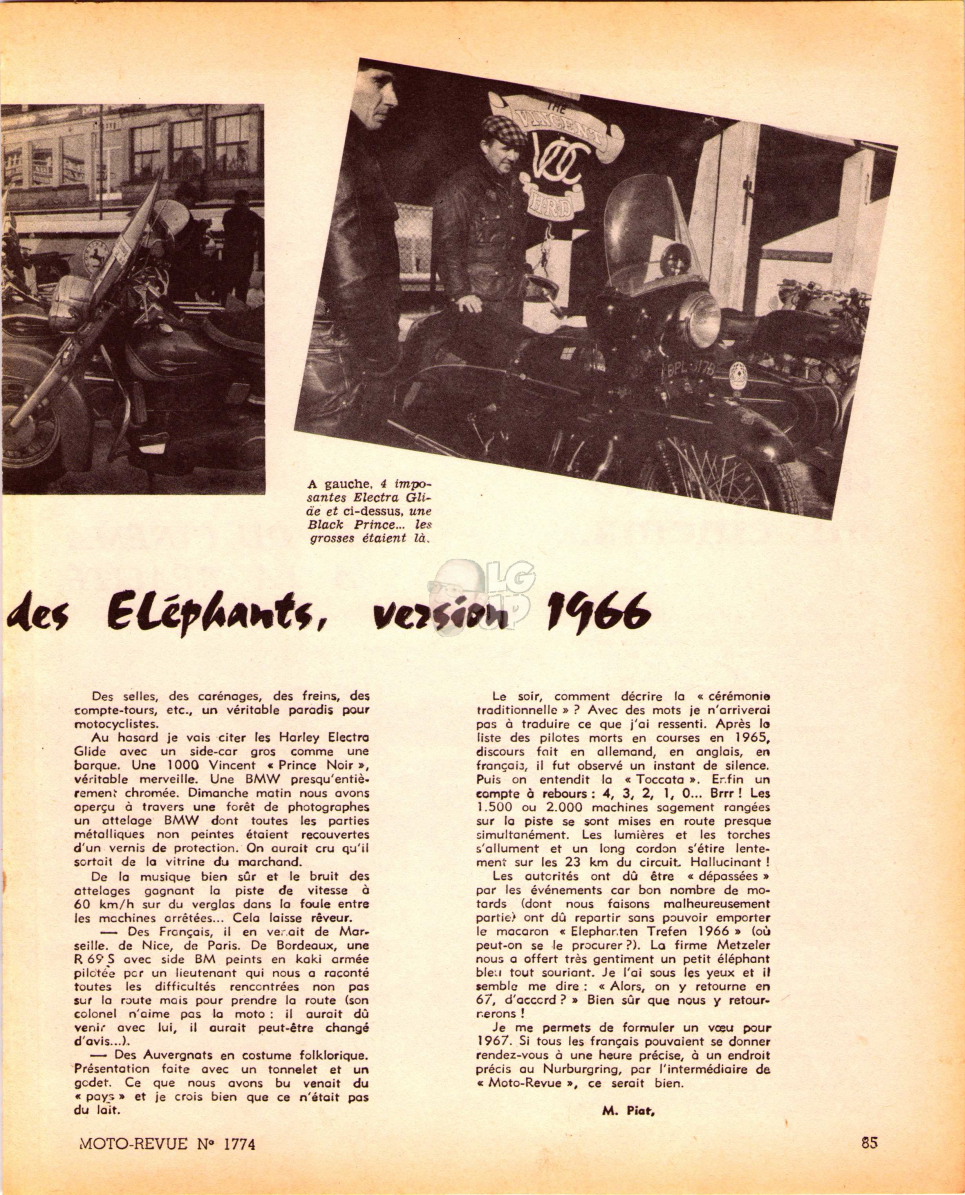 THE
VINCENT
VOC
H.R.D
A gauche, 4 impo-
santes Electra Gli-
de et ci-dessus, une
Black Prince... les
grosses étaient là.
LG
UP
des Eléphants, version 1966
Des selles, des carénages, des freins, des
compte-tours, etc., un véritable paradis pour
motocyclistes.
Au hasard je vais citer les Harley Electra
Glide avec un side-car gros comme une
barque. Une 1000 Vincent « Prince Noir »,
véritable merveille. Une BMW presqu'entiè-
rement chromée. Dimanche matin nous avons
aperçu à travers une forêt de photographes
un attelage BMW dont toutes les parties
métalliques non peintes étaient recouvertes
d'un vernis de protection. On aurait cru qu'il
sortait de la vitrine du marchand.
De la musique bien sûr et le bruit des
attelages gagnant la piste de vitesse à
60 km/h sur du verglas dans la foule entre
les machines arrêtées... Cela laisse rêveur.
— Des Français, il en venait de Mar-
seille, de Nice, de Paris. De Bordeaux, une
R 69 S avec side BM peints en kaki armée
pilotée par un lieutenant qui nous a raconté
toutes les difficultés rencontrées non pas
sur la route mais pour prendre la route (son
colonel n'aime pas la moto : il aurait dû
venir avec lui, il aurait peut-être changé
d'avis...).
— Des Auvergnats en costume folklorique.
Présentation faite avec un tonnelet et un
godet. Ce que nous avons bu venait du
« pays » et je crois bien que ce n'était pas
du lait.
Le soir, comment décrire la « cérémonie
traditionnelle » ? Avec des mots je n'arriverai
pas à traduire ce que j'ai ressenti. Après la
liste des pilotes morts en courses en 1965,
discours fait en allemand, en anglais, en
français, il fut observé un instant de silence.
Puis on entendit la « Toccata ». Enfin un
compte à rebours : 4, 3, 2, 1, 0... Brrr ! Les
1.500 ou 2.000 machines sagement rangées
sur la piste se sont mises en route presque
simultanément. Les lumières et les torches
s'allument et un long cordon s'étire lente-
ment sur les 23 km du circuit. Hallucinant !
Les autorités ont dû être « dépassées »
par les événements car bon nombre de mo-
tards (dont nous faisons malheureusement
partie) ont dû repartir sans pouvoir emporter
le macaron « Elephanten Trefen 1966 » (où
peut-on se le procurer ?). La firme Metzeler
nous a offert très gentiment un petit éléphant
bleu tout souriant. Je l'ai sous les yeux et il
semble me dire : « Alors, on y retourne en
67, d'accord ? » Bien sûr que nous y retour-
nerons !
Je me permets de formuler un vœu pour
1967. Si tous les français pouvaient se donner
rendez-vous à une heure précise, à un endroit
précis au Nurburgring, par l'intermédiaire de
« Moto-Revue », ce serait bien.
M. Piat.
MOTO-REVUE N° 1774
85